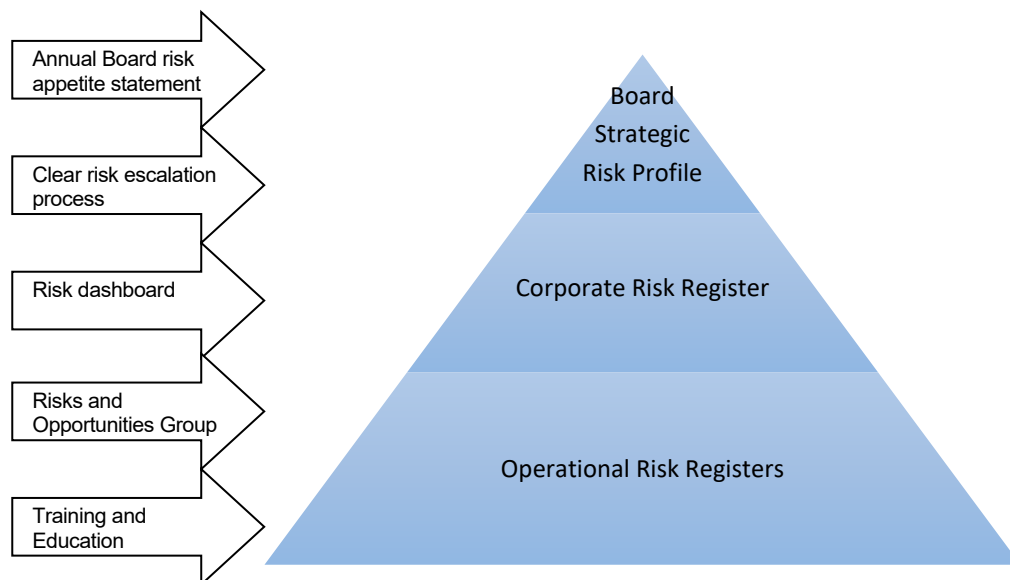 Annual Board risk
appetite statement
Clear risk escalation
process
Risk dashboard
Risks and
Opportunities Group
Training and
Education
Board
Strategic
Risk Profile
Corporate Risk Register
Operational Risk Registers